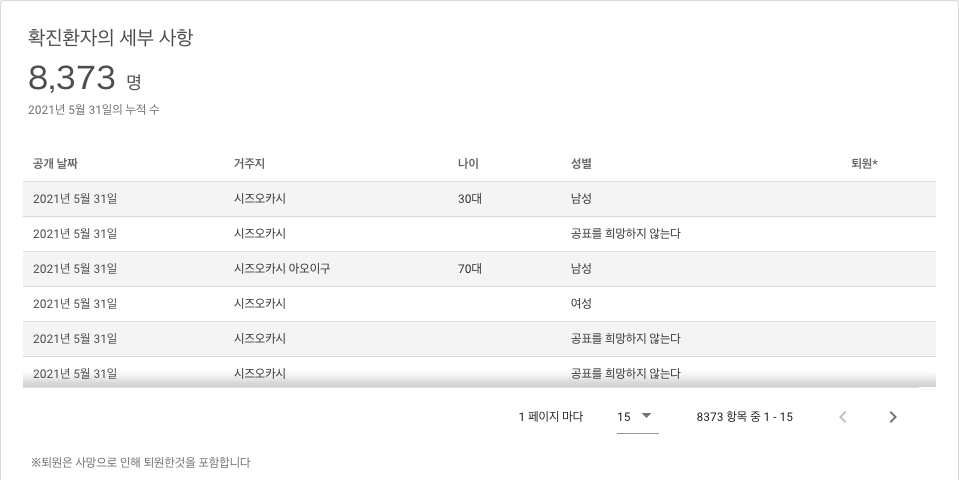 확진환자의 세부 사항
8,373 명
2021년 5월 31일의 누적 수
공개 날짜 거주지 나이 성별 퇴원*
2021년 5월 31일 시즈오카시 30대 남성
2021년 5월 31일 시즈오카시 공표를 희망하지 않는다
2021년 5월 31일 시즈오카시 아오이구 70대 남성
2021년 5월 31일 시즈오카시 여성
2021년 5월 31일 시즈오카시 공표를 희망하지 않는다
2021년 5월 31일 시즈오카시 공표를 희망하지 않는다
1 페이지 마다 15 8373 항목 중 1 - 15
※퇴원은 사망으로 인해 퇴원한것을 포함합니다